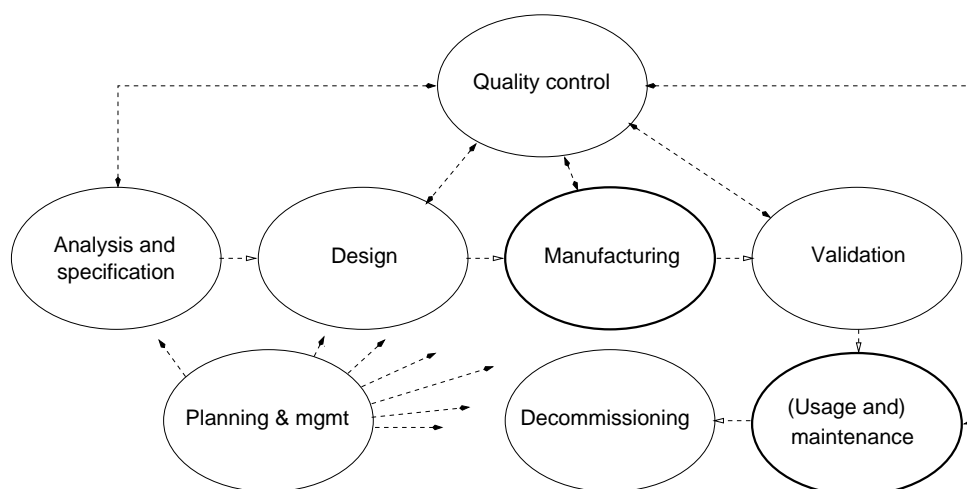 Quality control
Analysis and
specification
Design
Manufacturing
Validation
Planning & mgmt
Decommissioning
(Usage and)
maintenance